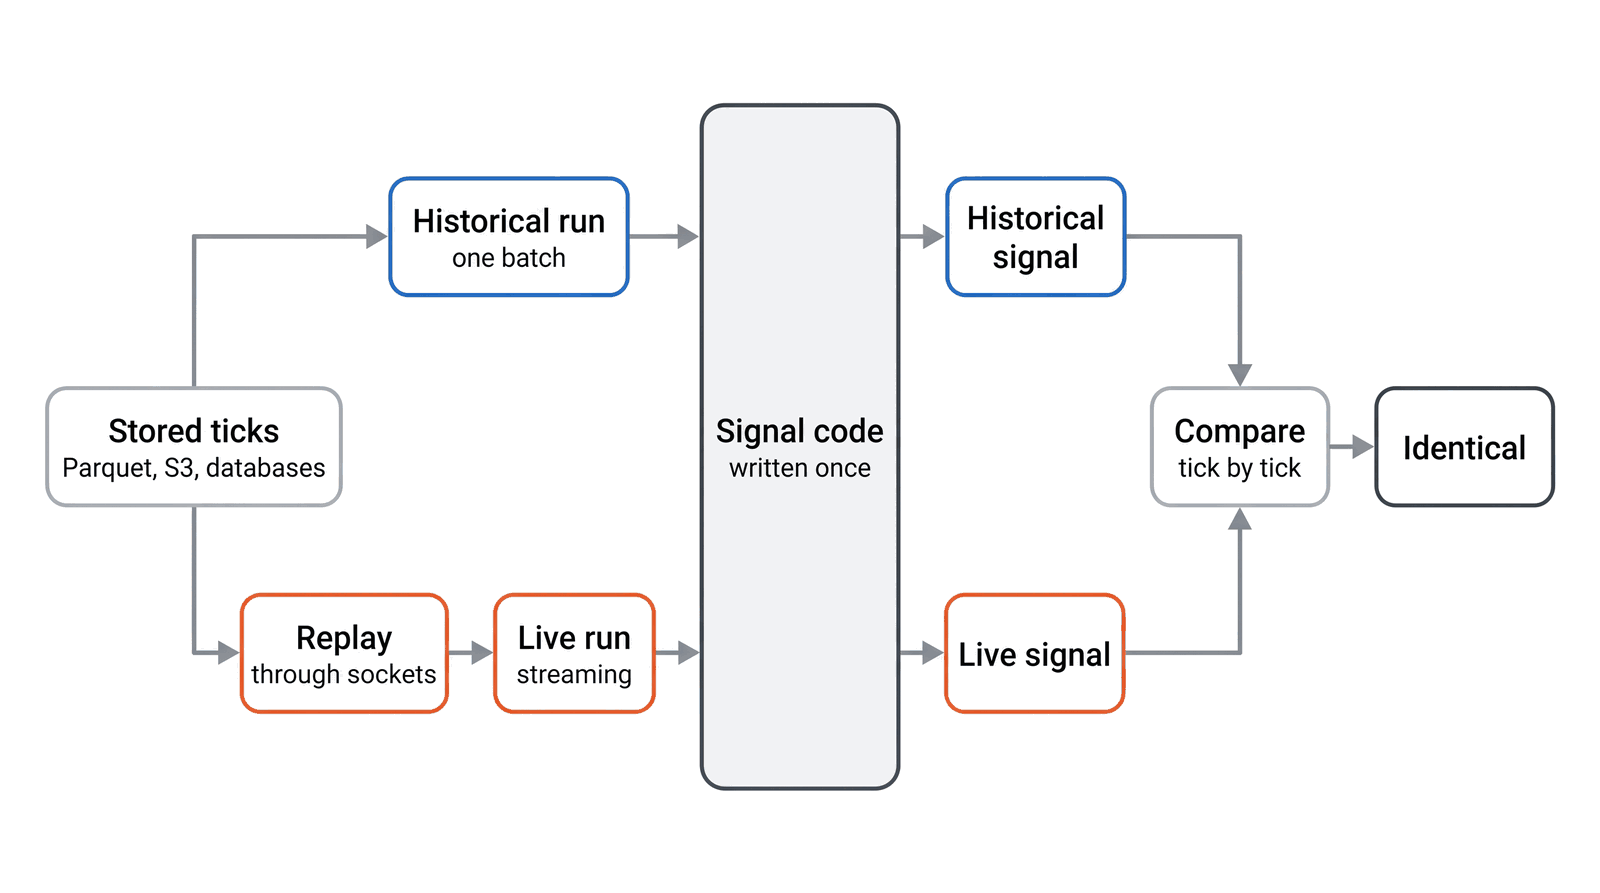 Historical run
one batch
Historical
signal
Stored ticks
Parquet, S3, databases
Signal code
written once
Compare
tick by tick
Identical
Replay
through sockets
Live run
streaming
Live signal